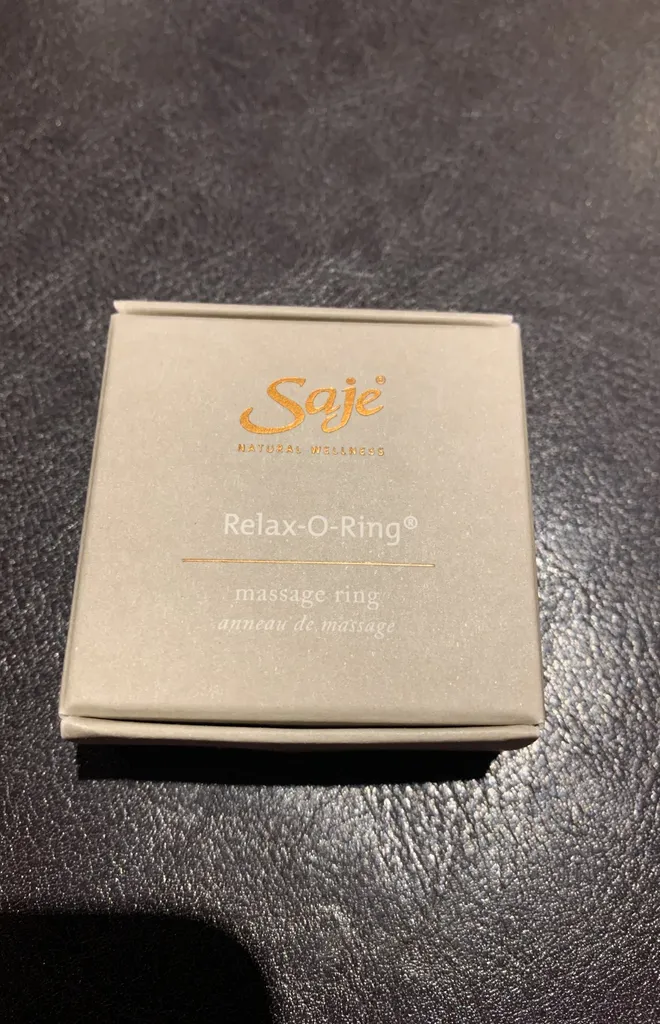 Saje®
NATURAL WELLNESS
Relax-O-Ring®
massage ring
anneau de massage